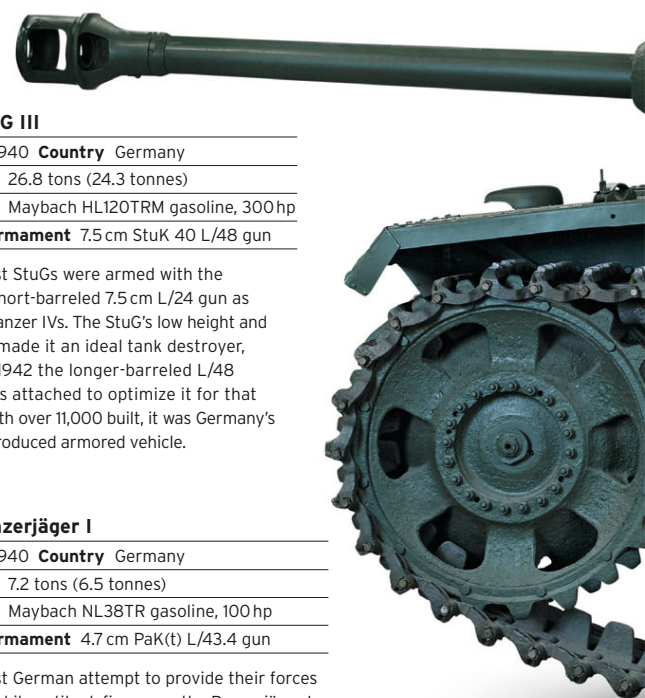 G III
940 Country Germany
26.8 tons (24.3 tonnes)
Maybach HL120TRM gasoline, 300 hp
rmament 7.5 cm StuK 40 L/48 gun
st StuGs were armed with the
hort-barreled 7.5 cm L/24 gun as
anzer IVs. The StuG's low height and
made it an ideal tank destroyer,
1942 the longer-barreled L/48
s attached to optimize it for that
th over 11,000 built, it was Germany's
roduced armored vehicle.
nzerjäger I
940 Country Germany
7.2 tons (6.5 tonnes)
Maybach NL38TR gasoline, 100 hp
rmament 4.7 cm PaK(t) L/43.4 gun
st German attempt to provide their forces